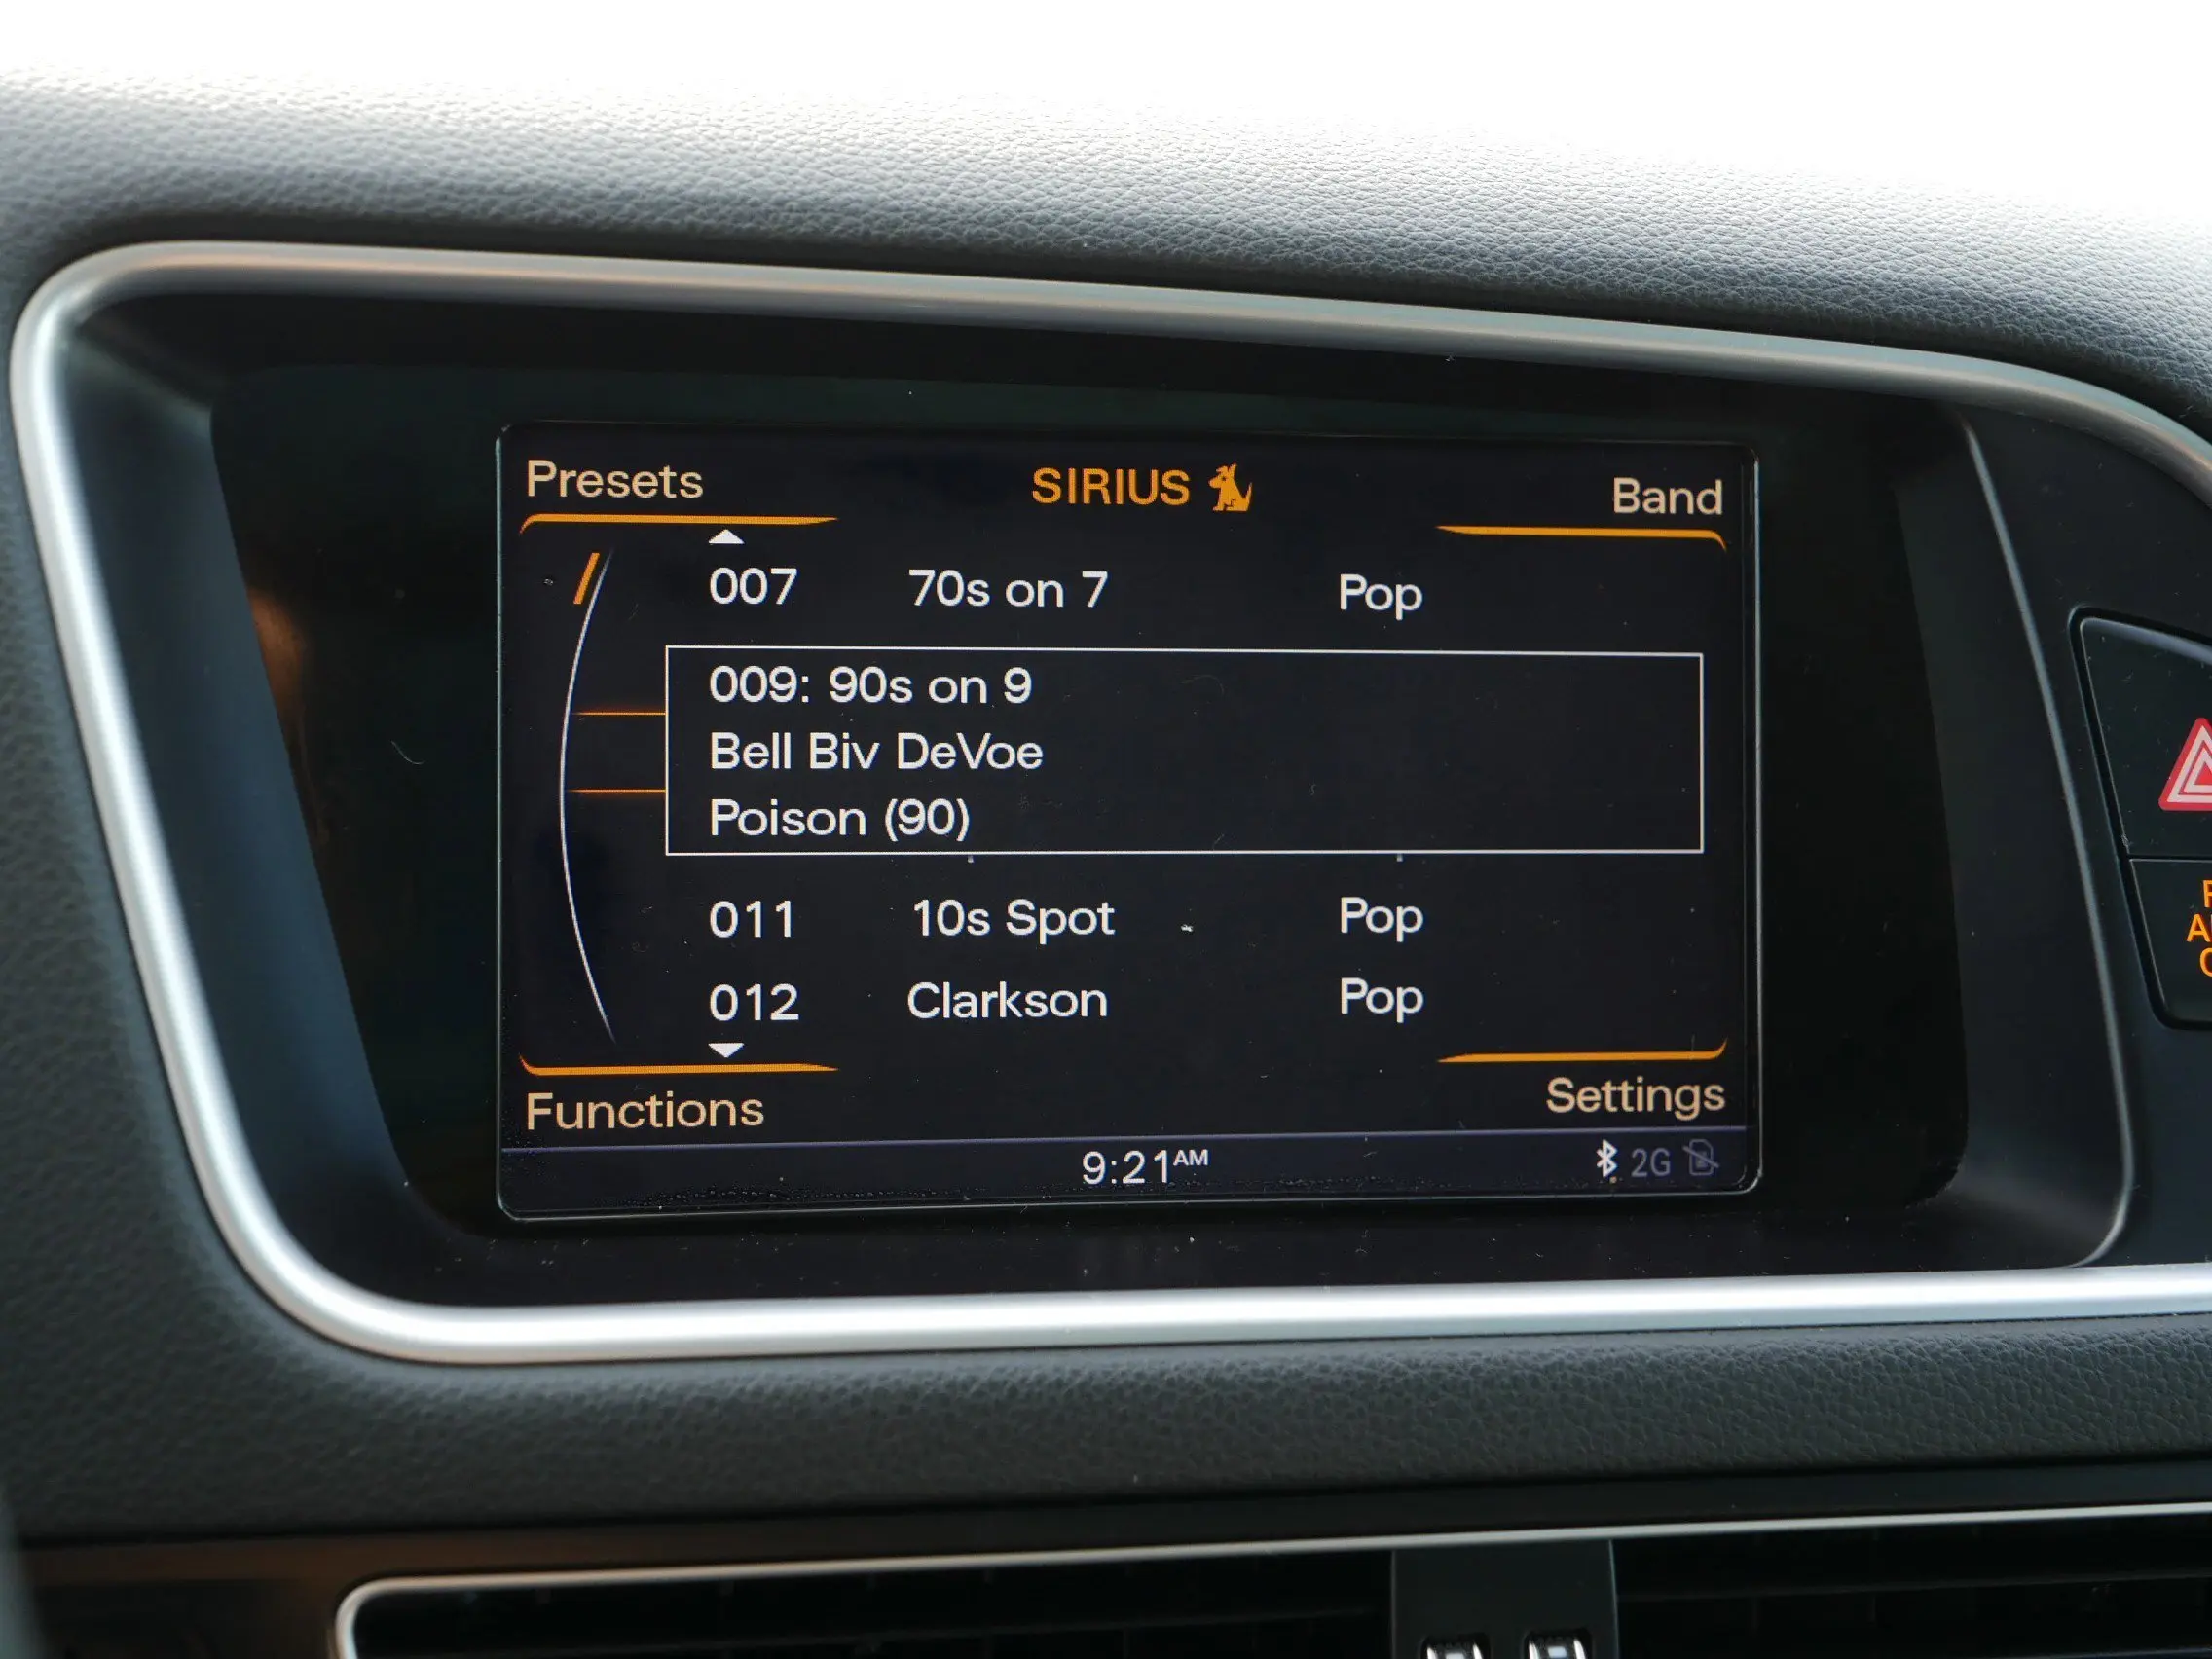 Presets SIRIUS Band
007 70s on 7 Pop
009: 90s on 9
Bell Biv DeVoe
Poison (90)
011 10s Spot Pop
012 Clarkson Pop
Functions Settings
9:21AM 2G